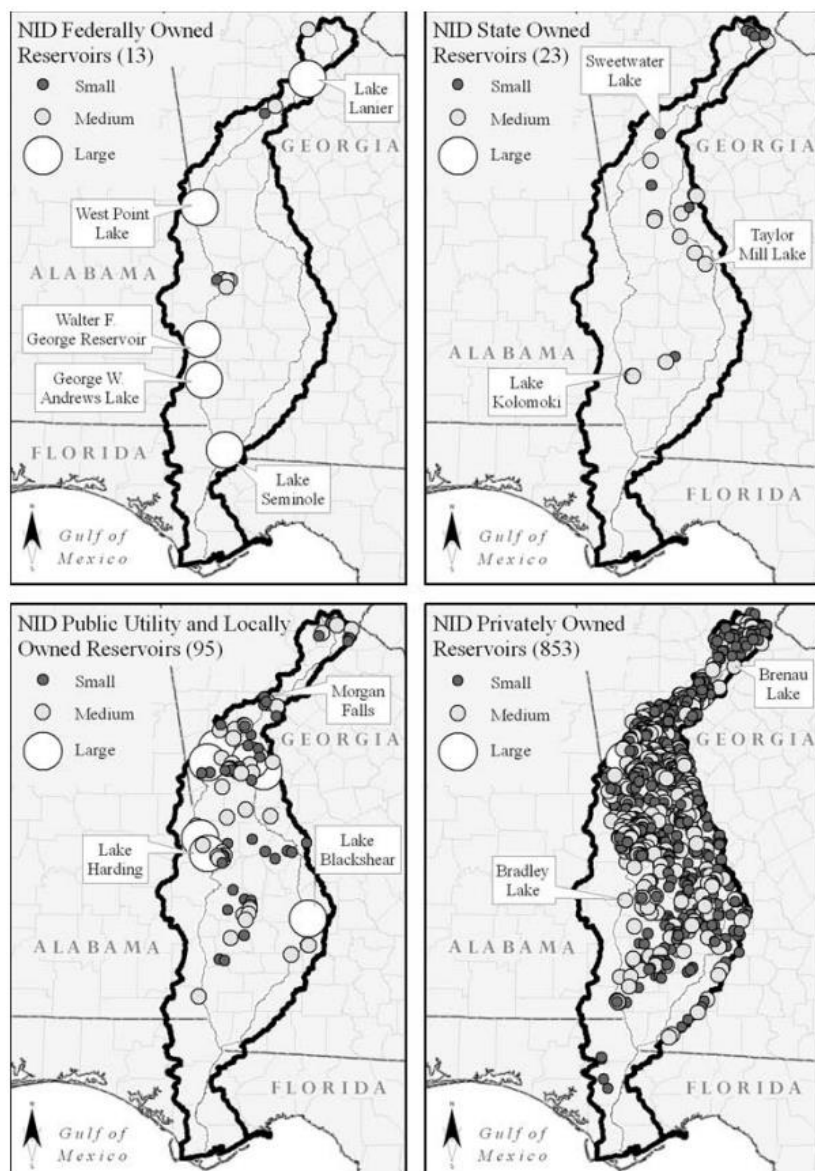 NID Federally Owned
Reservoirs (13)
Small
Medium
Large
Lake
Lanier
GEORGIA
West Point
Lake
ALABAMA
Walter F.
George Reservoir
George W.
Andrews Lake
FLORIDA
Lake
Seminole
N
Gulf of
Mexico
S
NID State Owned
Reservoirs (23)
Small
Medium
Large
Sweetwater
Lake
GEORGIA
Taylor
Mill Lake
ALABAMA
Lake
Kolomoki
FLORIDA
N
Gulf of
Mexico
S
NID Public Utility and Locally
Owned Reservoirs (95)
Small
Medium
Large
Morgan
Falls
GEORGIA
Lake
Harding
Lake
Blackshear
ALABAMA
FLORIDA
N
Gulf of
Mexico
S
NID Privately Owned
Reservoirs (853)
Small
Medium
Large
Brenau
Lake
GEORGIA
Bradley
Lake
ALABAMA
FLORIDA
N
Gulf of
Mexico
S